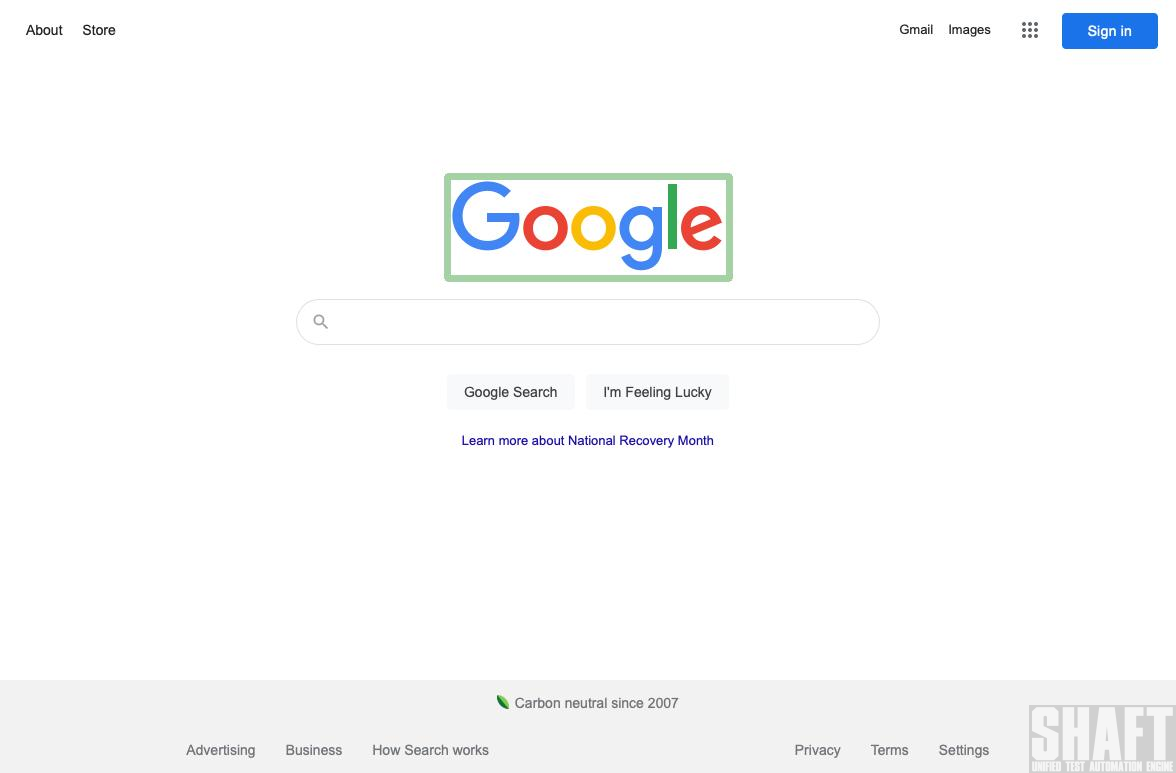 About Store Gmail Images Sign in
Google
Google Search I'm Feeling Lucky
Learn more about National Recovery Month
Carbon neutral since 2007
Advertising Business How Search works Privacy Terms Settings
SHAFT
UNIFIED TEST AUTOMATION ENGINE